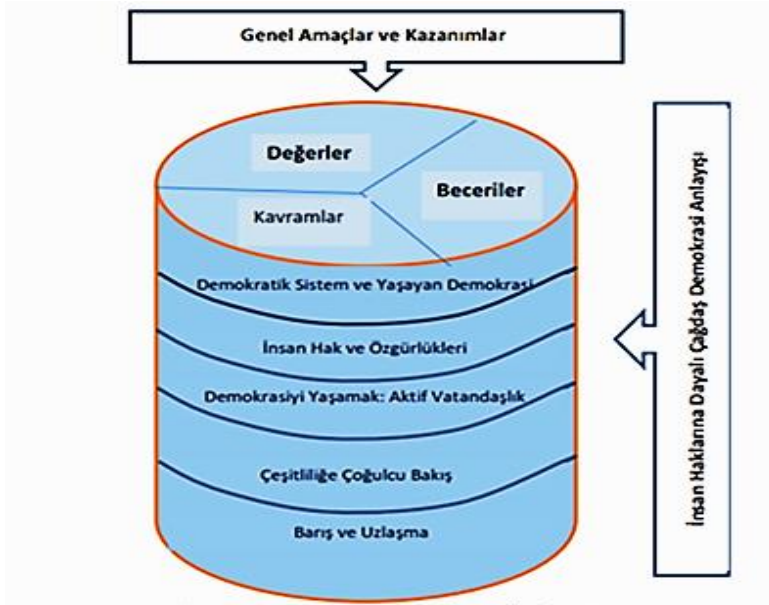 Genel Amaçlar ve Kazanımlar
Değerler
Beceriler
Kavramlar
Demokratik Sistem ve Yaşayan Demokrasi
İnsan Hak ve Özgürlükleri
Demokrasiyi Yaşamak: Aktif Vatandaşlık
Çeşitliliğe Çoğulcu Bakış
Barış ve Uzlaşma
İnsan Haklarına Dayalı Çağdaş Demokrasi Anlayışı